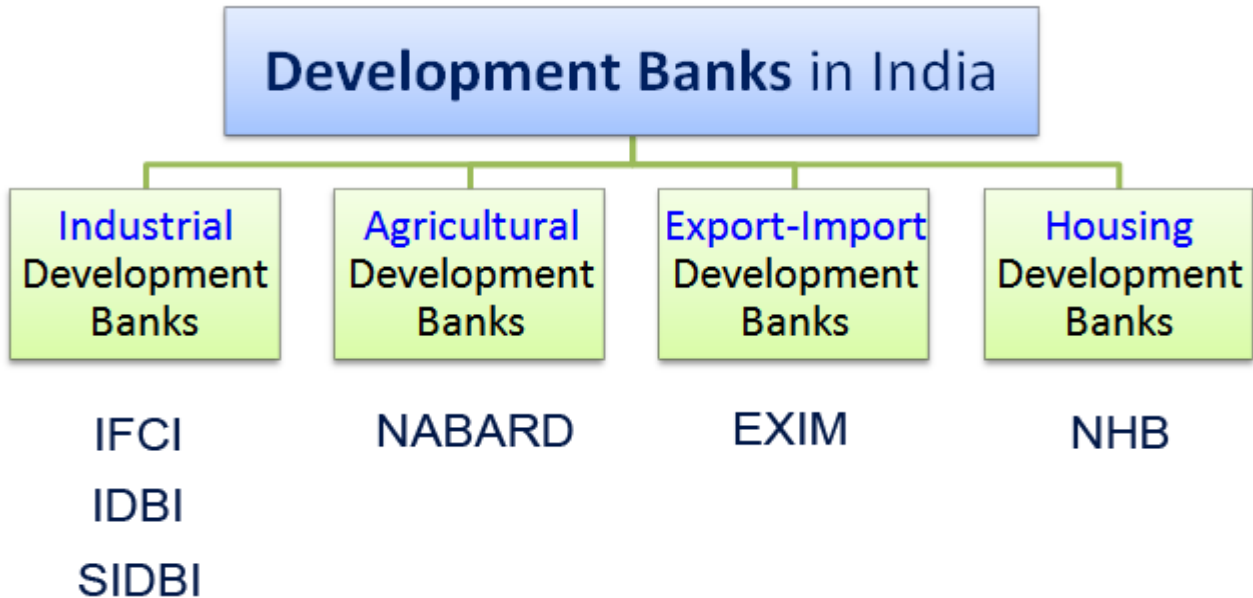 Development Banks in India
Industrial
Development
Banks
Agricultural
Development
Banks
Export-Import
Development
Banks
Housing
Development
Banks
IFCI
IDBI
SIDBI
NABARD
EXIM
NHB